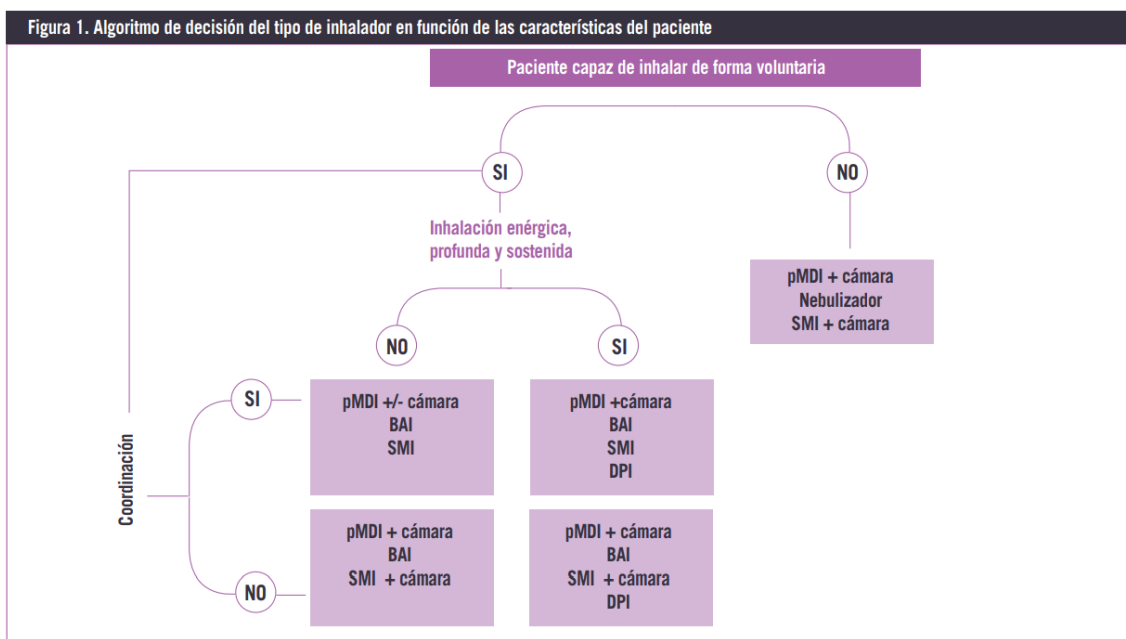 Figura 1. Algoritmo de decisión del tipo de inhalador en función de las características del paciente
Paciente capaz de inhalar de forma voluntaria
SI
NO
Inhalación enérgica,
profunda y sostenida
pMDI + cámara
Nebulizador
SMI + cámara
NO
SI
Coordinación
SI
pMDI +/- cámara
BAI
SMI
pMDI +cámara
BAI
SMI
DPI
NO
pMDI + cámara
BAI
SMI + cámara
pMDI + cámara
BAI
SMI + cámara
DPI